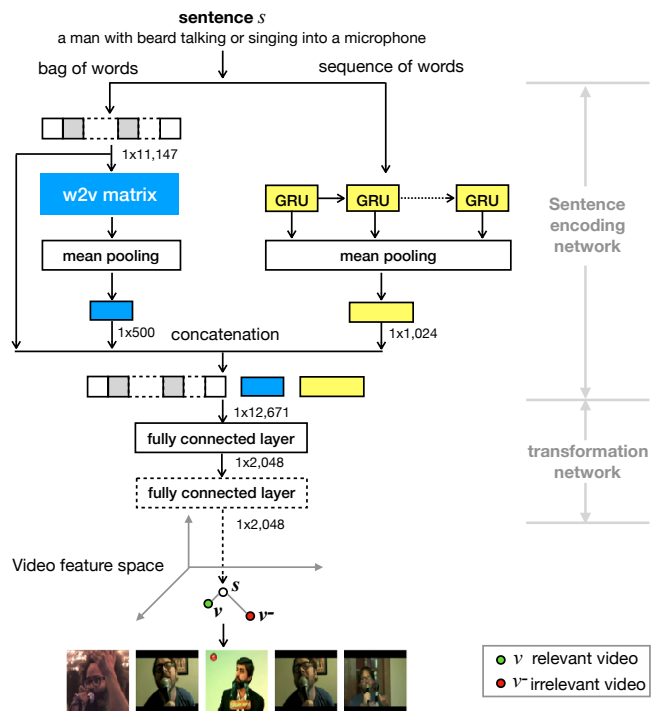 sentence s
a man with beard talking or singing into a microphone
bag of words
sequence of words
1x11,147
w2v matrix
GRU
GRU
GRU
mean pooling
mean pooling
Sentence
encoding
network
1x500
concatenation
1x1,024
1x12,671
fully connected layer
1x2,048
fully connected layer
1x2,048
transformation
network
Video feature space
s
v
v-
v relevant video
v- irrelevant video